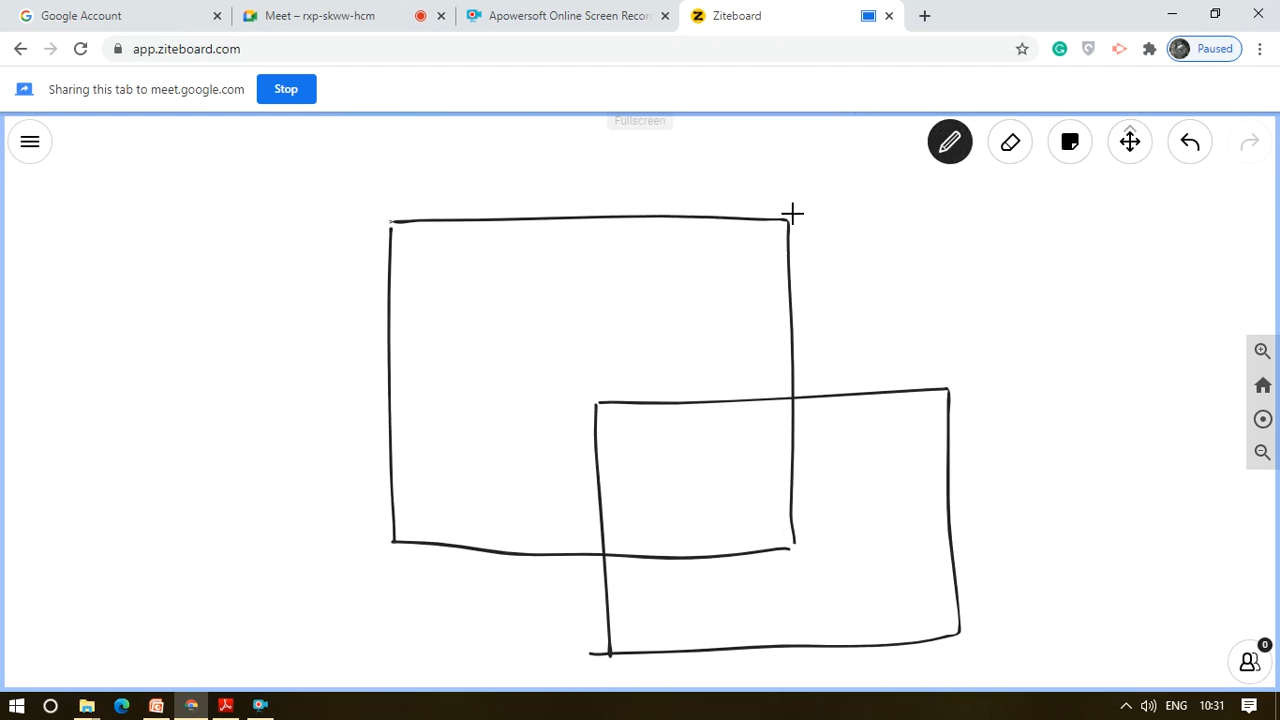 Google Account
Meet – rxp-skww-hcm
Apowersoft Online Screen Recor
Ziteboard
app.ziteboard.com
Paused
Sharing this tab to meet.google.com
Stop
Fullscreen
0
ENG
10:31